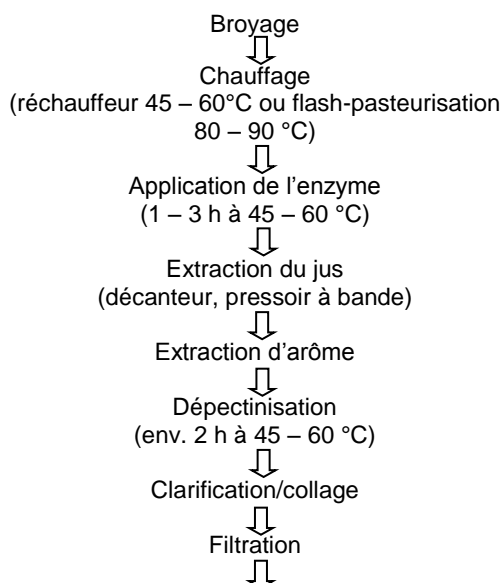 Broyage
Chauffage
(réchauffeur 45 – 60°C ou flash-pasteurisation
80 – 90 °C)
Application de l'enzyme
(1 – 3 h à 45 – 60 °C)
Extraction du jus
(décanteur, pressoir à bande)
Extraction d'arôme
Dépectinisation
(env. 2 h à 45 – 60 °C)
Clarification/collage
Filtration